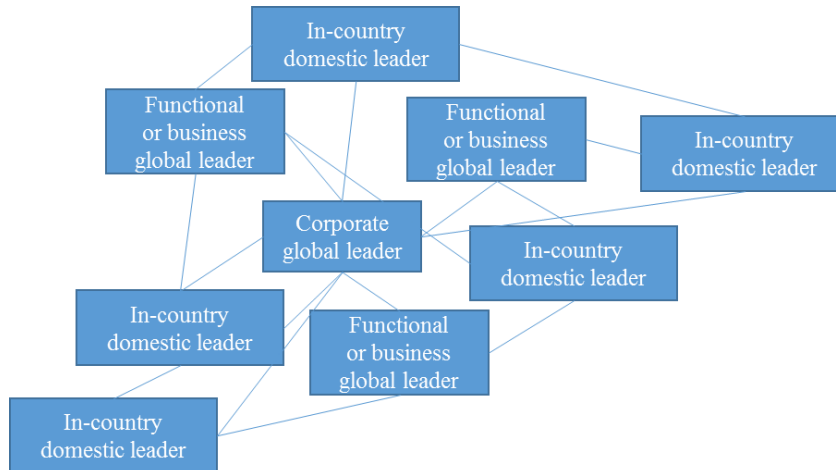 In-country
domestic leader
Functional
or business
global leader
Functional
or business
global leader
In-country
domestic leader
Corporate
global leader
In-country
domestic leader
In-country
domestic leader
Functional
or business
global leader
In-country
domestic leader